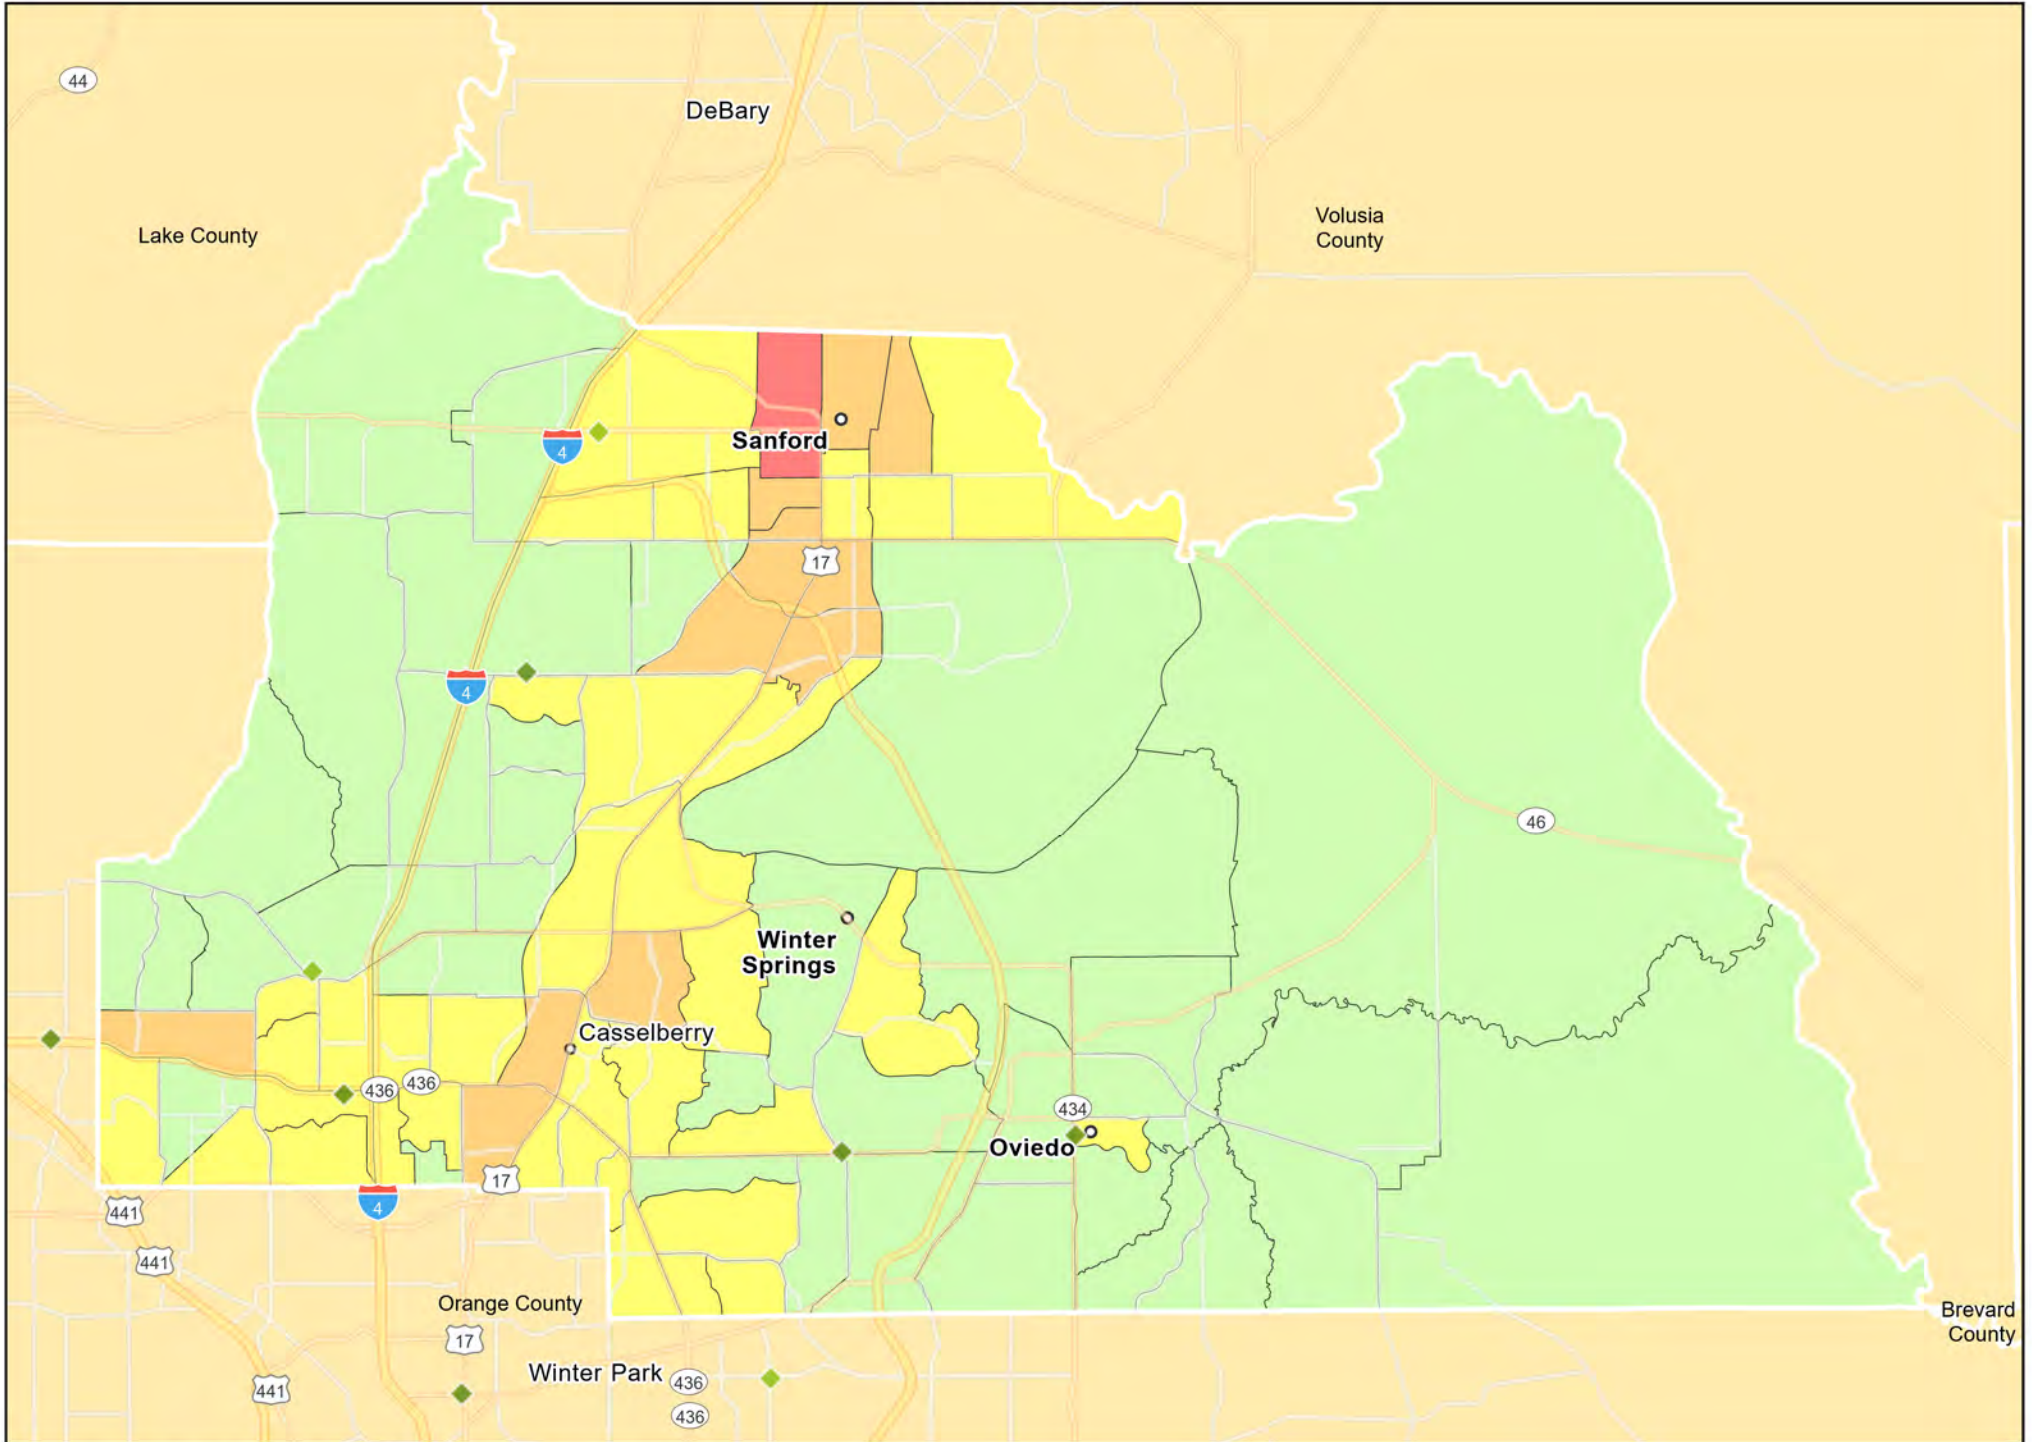 44
DeBary
Lake County
Volusia
County
4
Sanford
17
4
46
Winter
Springs
Casselberry
436
436
434
Oviedo
17
4
441
441
Orange County
Brevard
County
17
Winter Park
436
441
436